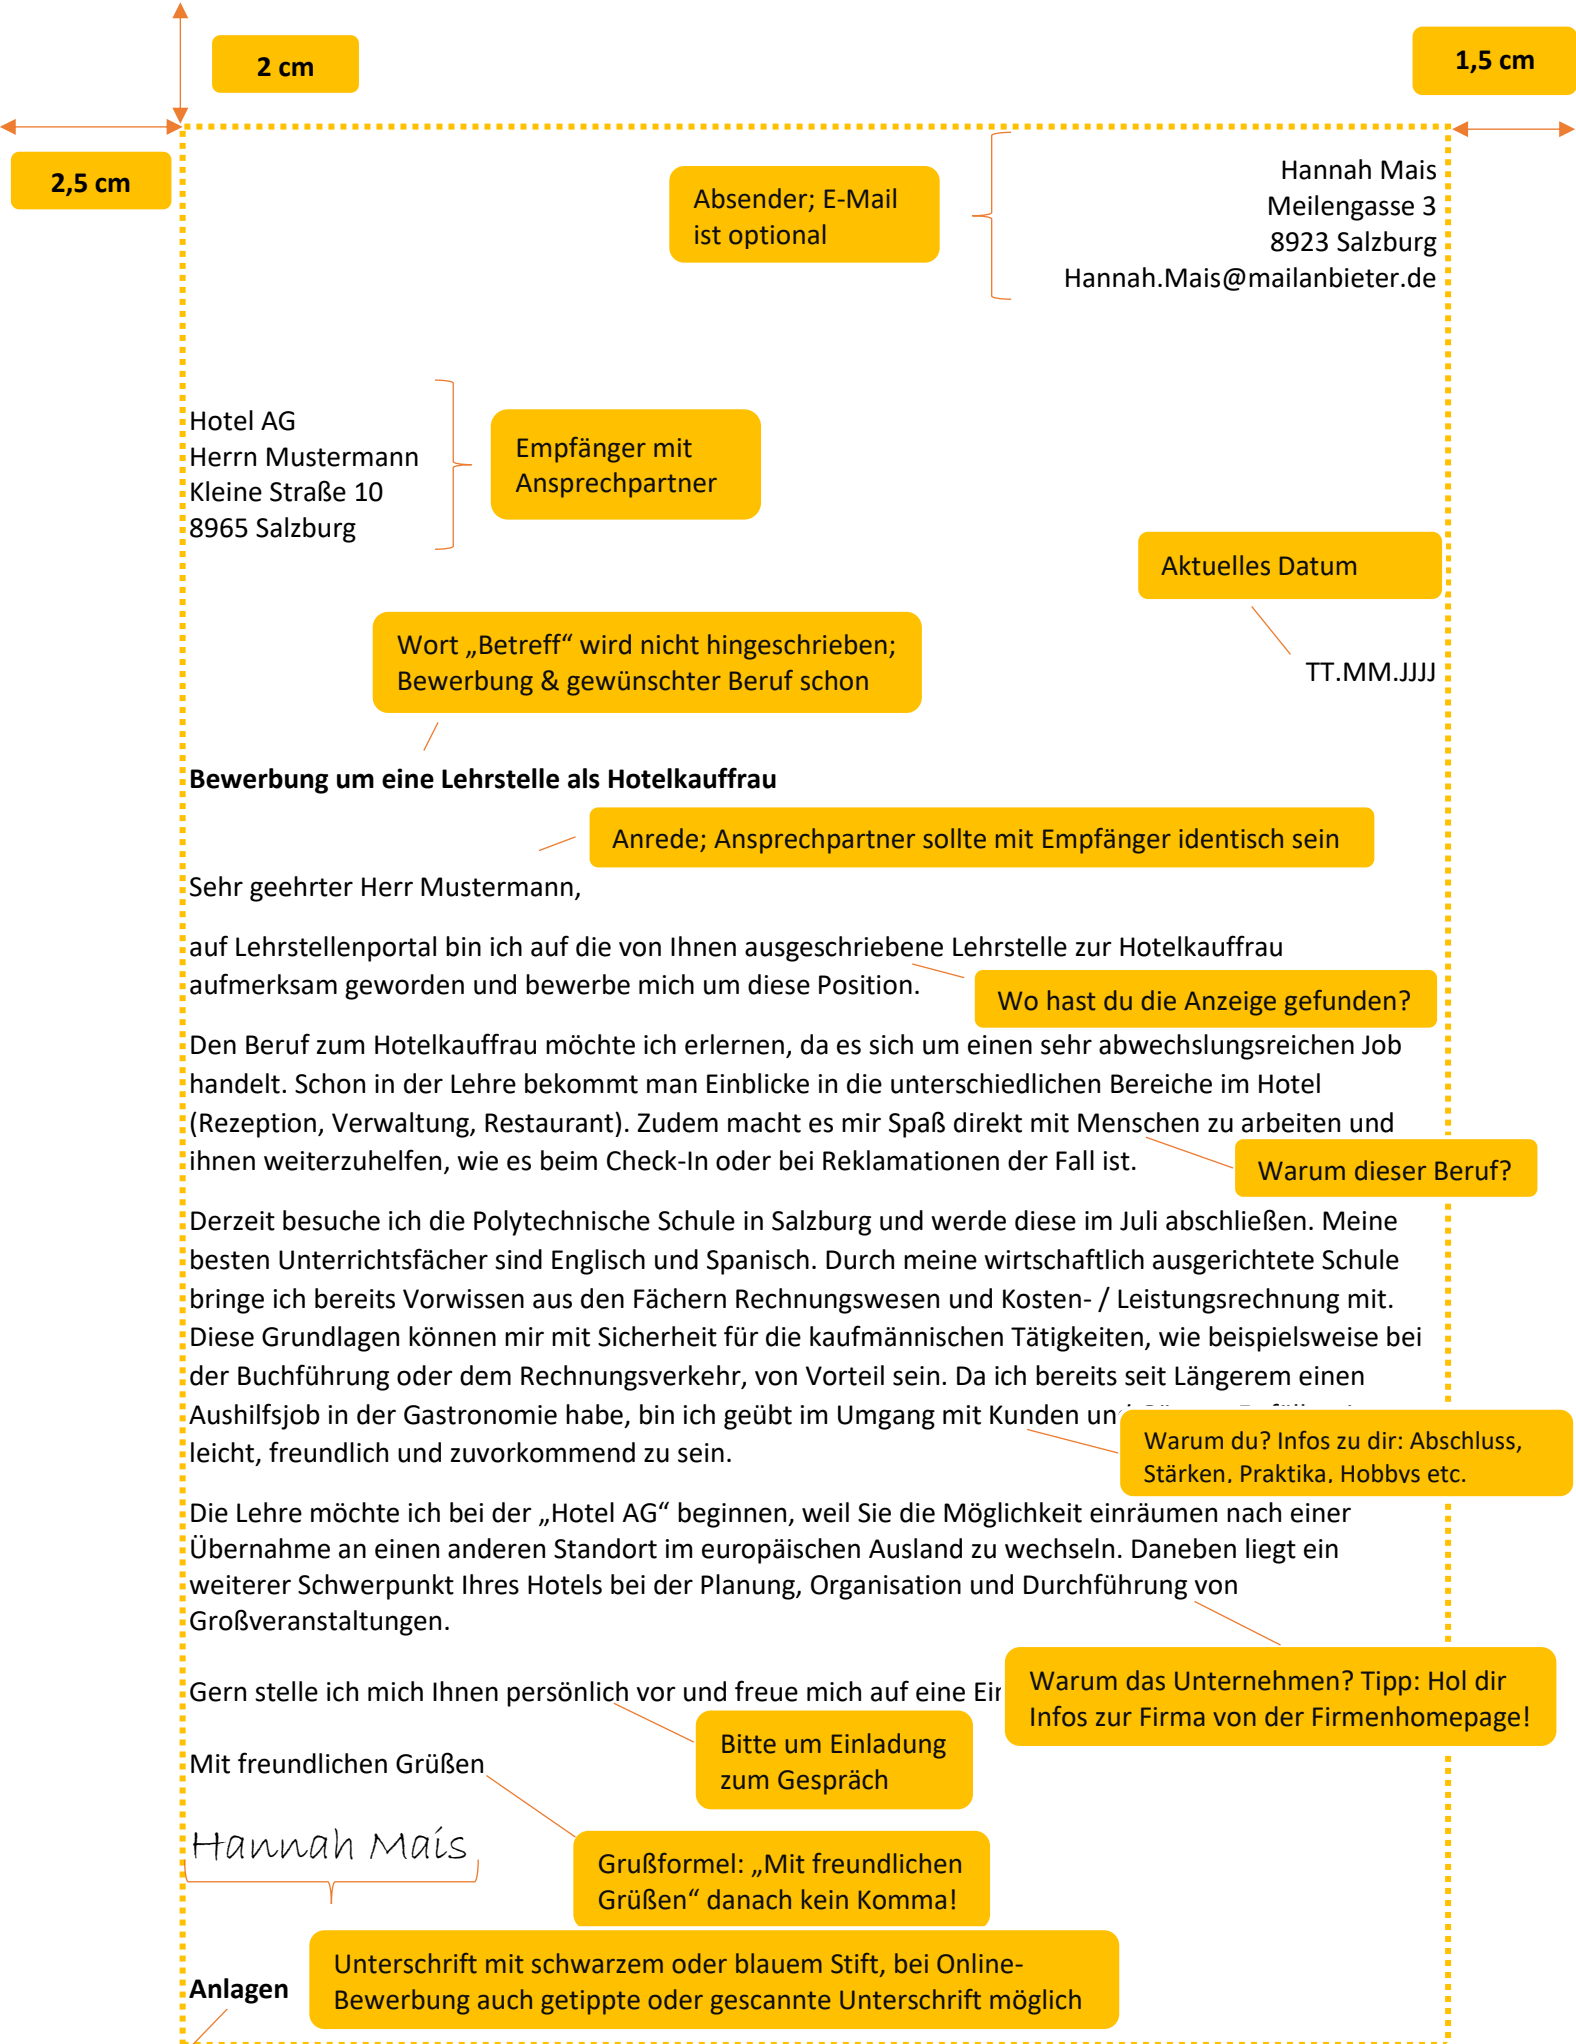 2 cm
1,5 cm
2,5 cm
Absender; E-Mail
ist optional
Hannah Mais
Meilengasse 3
8923 Salzburg
Hannah.Mais@mailanbieter.de
Hotel AG
Herrn Mustermann
Kleine Straße 10
8965 Salzburg
Empfänger mit
Ansprechpartner
Aktuelles Datum
Wort „Betreff“ wird nicht hingeschrieben;
Bewerbung & gewünschter Beruf schon
TT.MM.JJJJ
Bewerbung um eine Lehrstelle als Hotelkauffrau
Anrede; Ansprechpartner sollte mit Empfänger identisch sein
Sehr geehrter Herr Mustermann,
auf Lehrstellenportal bin ich auf die von Ihnen ausgeschriebene Lehrstelle zur Hotelkauffrau
aufmerksam geworden und bewerbe mich um diese Position.
Wo hast du die Anzeige gefunden?
Den Beruf zum Hotelkauffrau möchte ich erlernen, da es sich um einen sehr abwechslungsreichen Job
handelt. Schon in der Lehre bekommt man Einblicke in die unterschiedlichen Bereiche im Hotel
(Rezeption, Verwaltung, Restaurant). Zudem macht es mir Spaß direkt mit Menschen zu arbeiten und
ihnen weiterzuhelfen, wie es beim Check-In oder bei Reklamationen der Fall ist.
Warum dieser Beruf?
Derzeit besuche ich die Polytechnische Schule in Salzburg und werde diese im Juli abschließen. Meine
besten Unterrichtsfächer sind Englisch und Spanisch. Durch meine wirtschaftlich ausgerichtete Schule
bringe ich bereits Vorwissen aus den Fächern Rechnungswesen und Kosten- / Leistungsrechnung mit.
Diese Grundlagen können mir mit Sicherheit für die kaufmännischen Tätigkeiten, wie beispielsweise bei
der Buchführung oder dem Rechnungsverkehr, von Vorteil sein. Da ich bereits seit Längerem einen
Aushilfsjob in der Gastronomie habe, bin ich geübt im Umgang mit Kunden und
leicht, freundlich und zuvorkommend zu sein.
Warum du? Infos zu dir: Abschluss,
Stärken, Praktika, Hobbys etc.
Die Lehre möchte ich bei der „Hotel AG“ beginnen, weil Sie die Möglichkeit einräumen nach einer
Übernahme an einen anderen Standort im europäischen Ausland zu wechseln. Daneben liegt ein
weiterer Schwerpunkt Ihres Hotels bei der Planung, Organisation und Durchführung von
Großveranstaltungen.
Warum das Unternehmen? Tipp: Hol dir
Infos zur Firma von der Firmenhomepage!
Gern stelle ich mich Ihnen persönlich vor und freue mich auf eine
Bitte um Einladung
zum Gespräch
Mit freundlichen Grüßen
Hannah Mais
Grußformel: „Mit freundlichen
Grüßen“ danach kein Komma!
Unterschrift mit schwarzem oder blauem Stift, bei Online-
Bewerbung auch getippte oder gescannte Unterschrift möglich
Anlagen